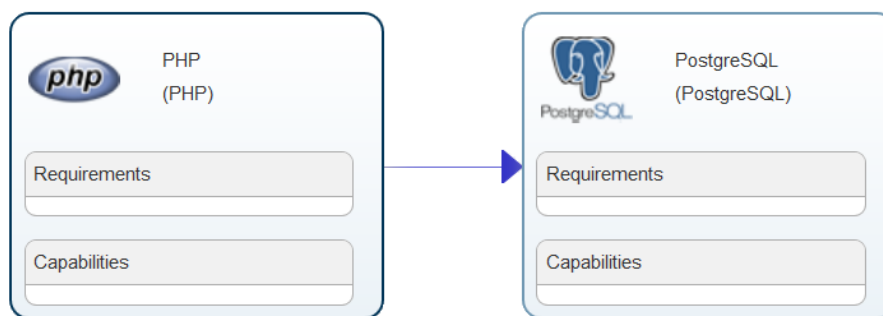 php
PHP
(PHP)
Requirements
Capabilities
PostgreSQL
PostgreSQL
(PostgreSQL)
Requirements
Capabilities